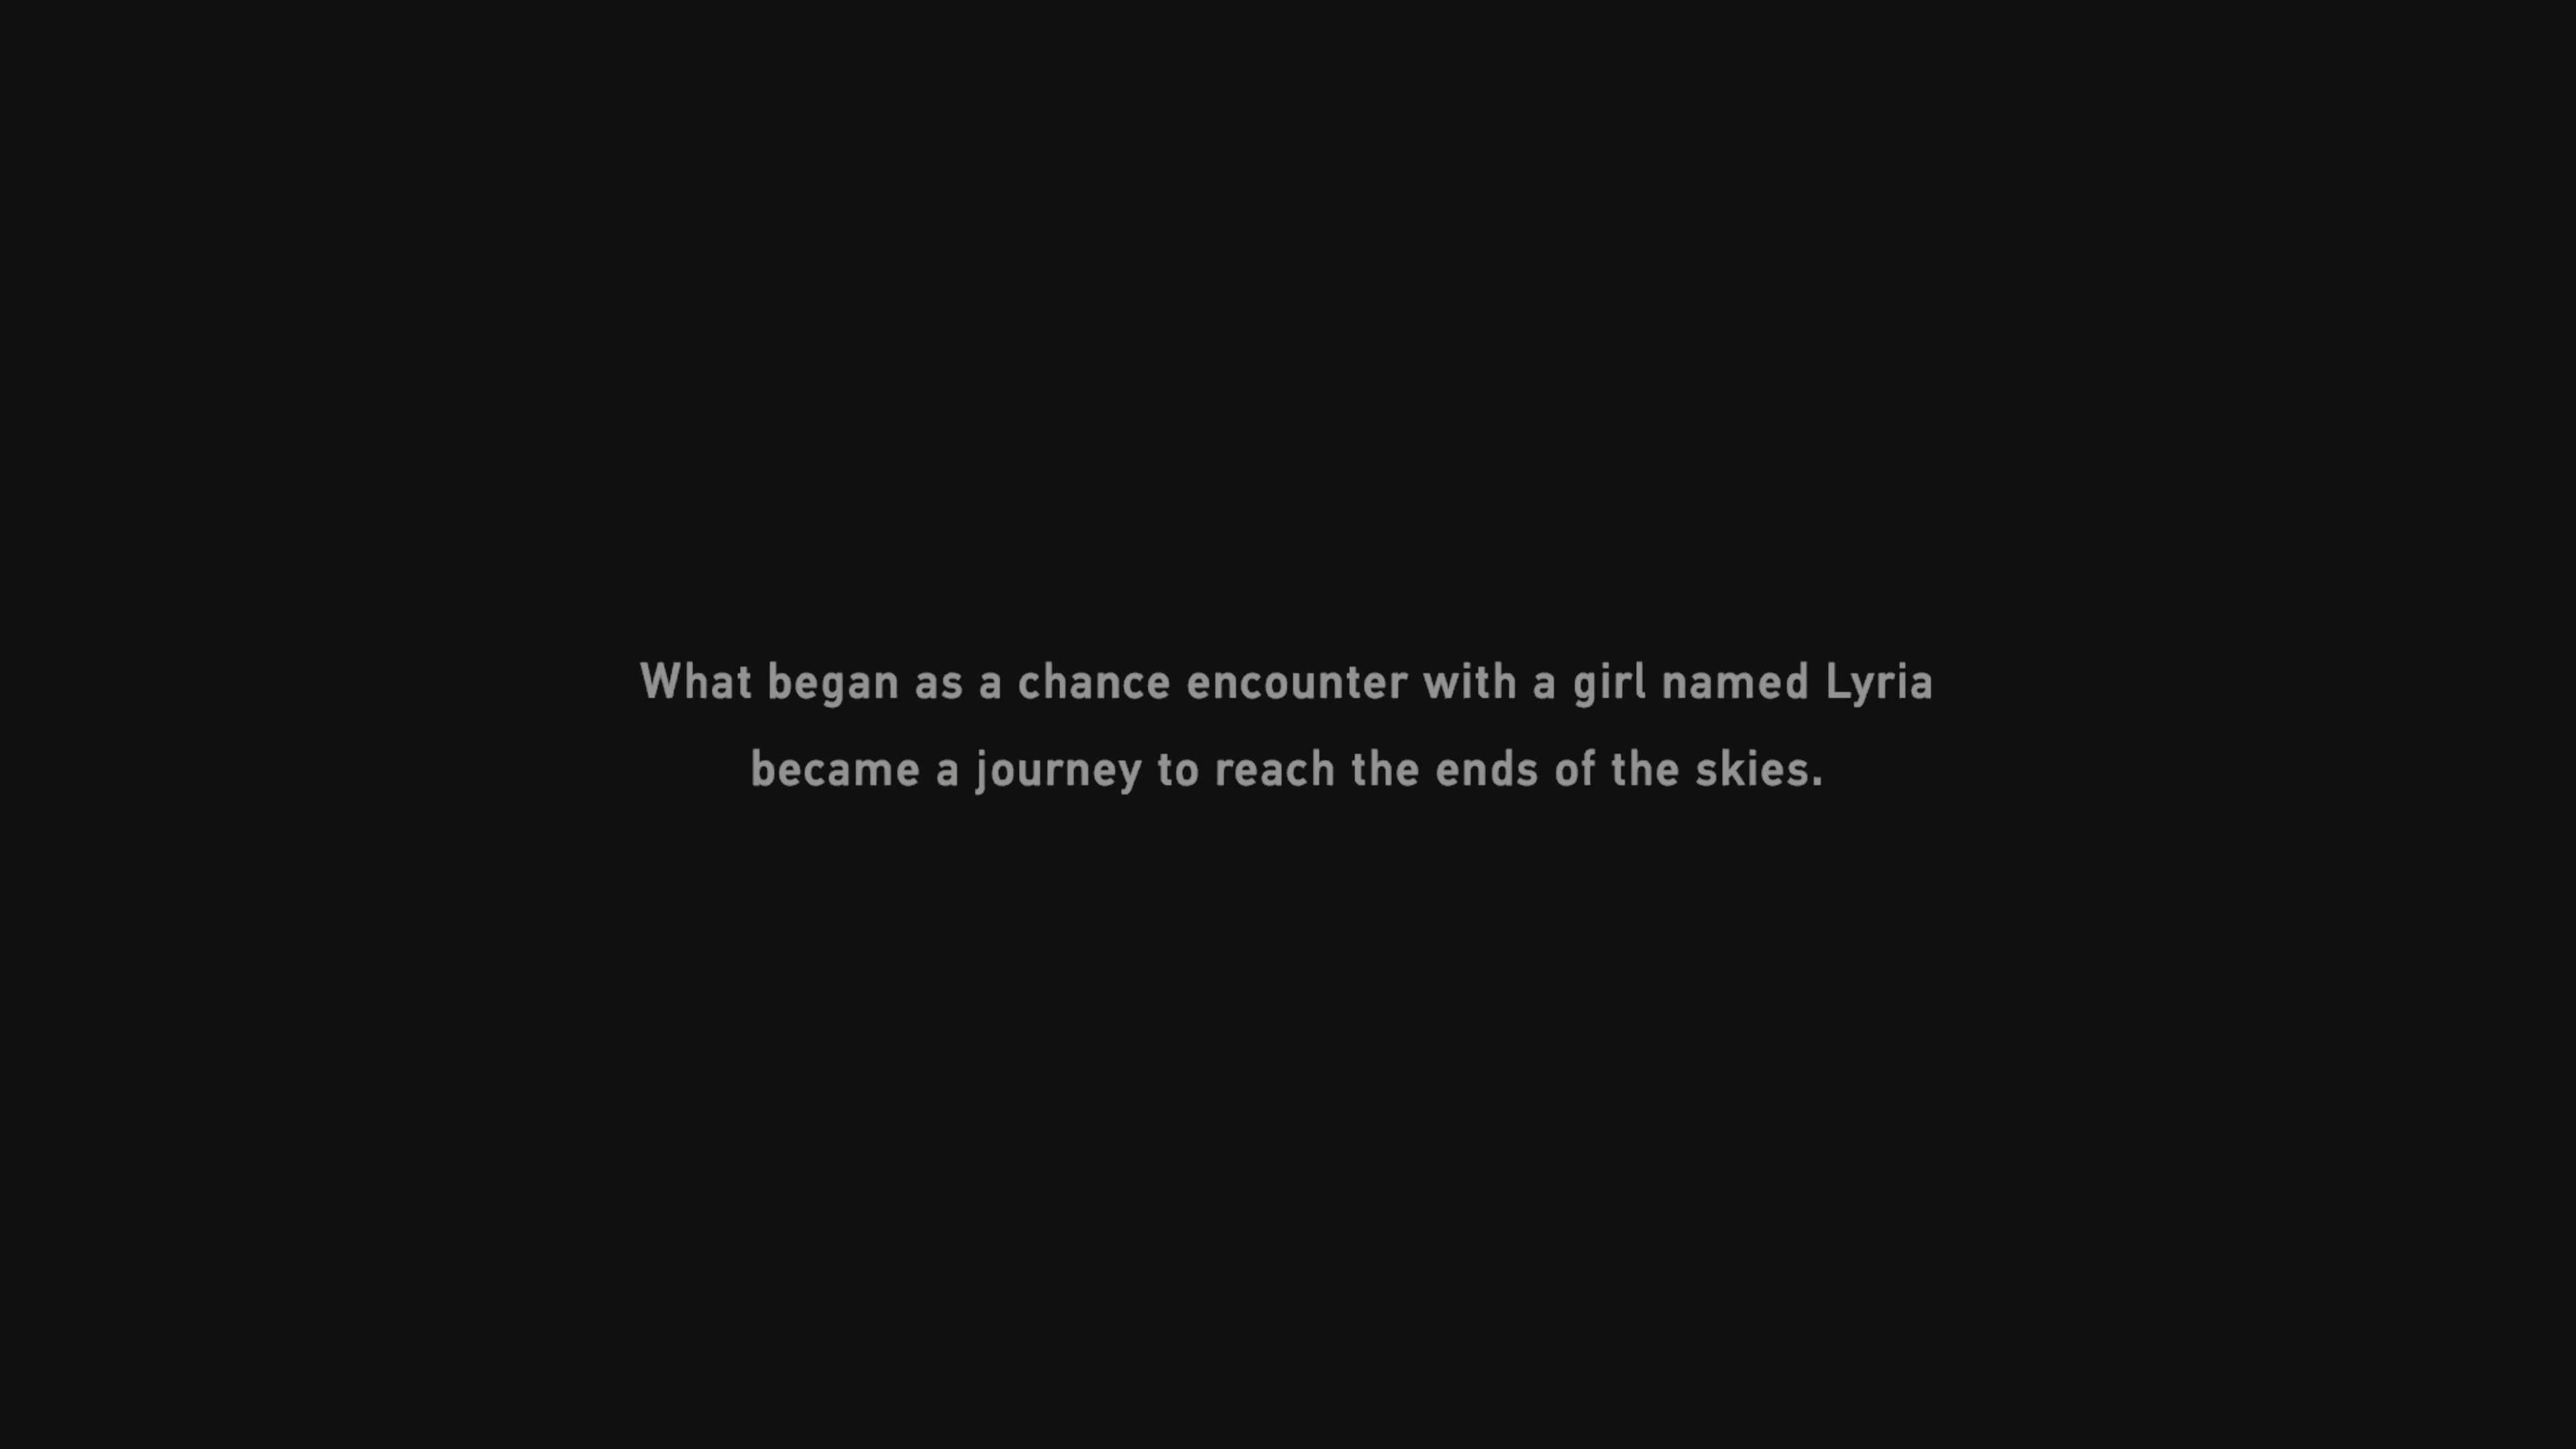 What began as a chance encounter with a girl named Lyria
became a journey to reach the ends of the skies.